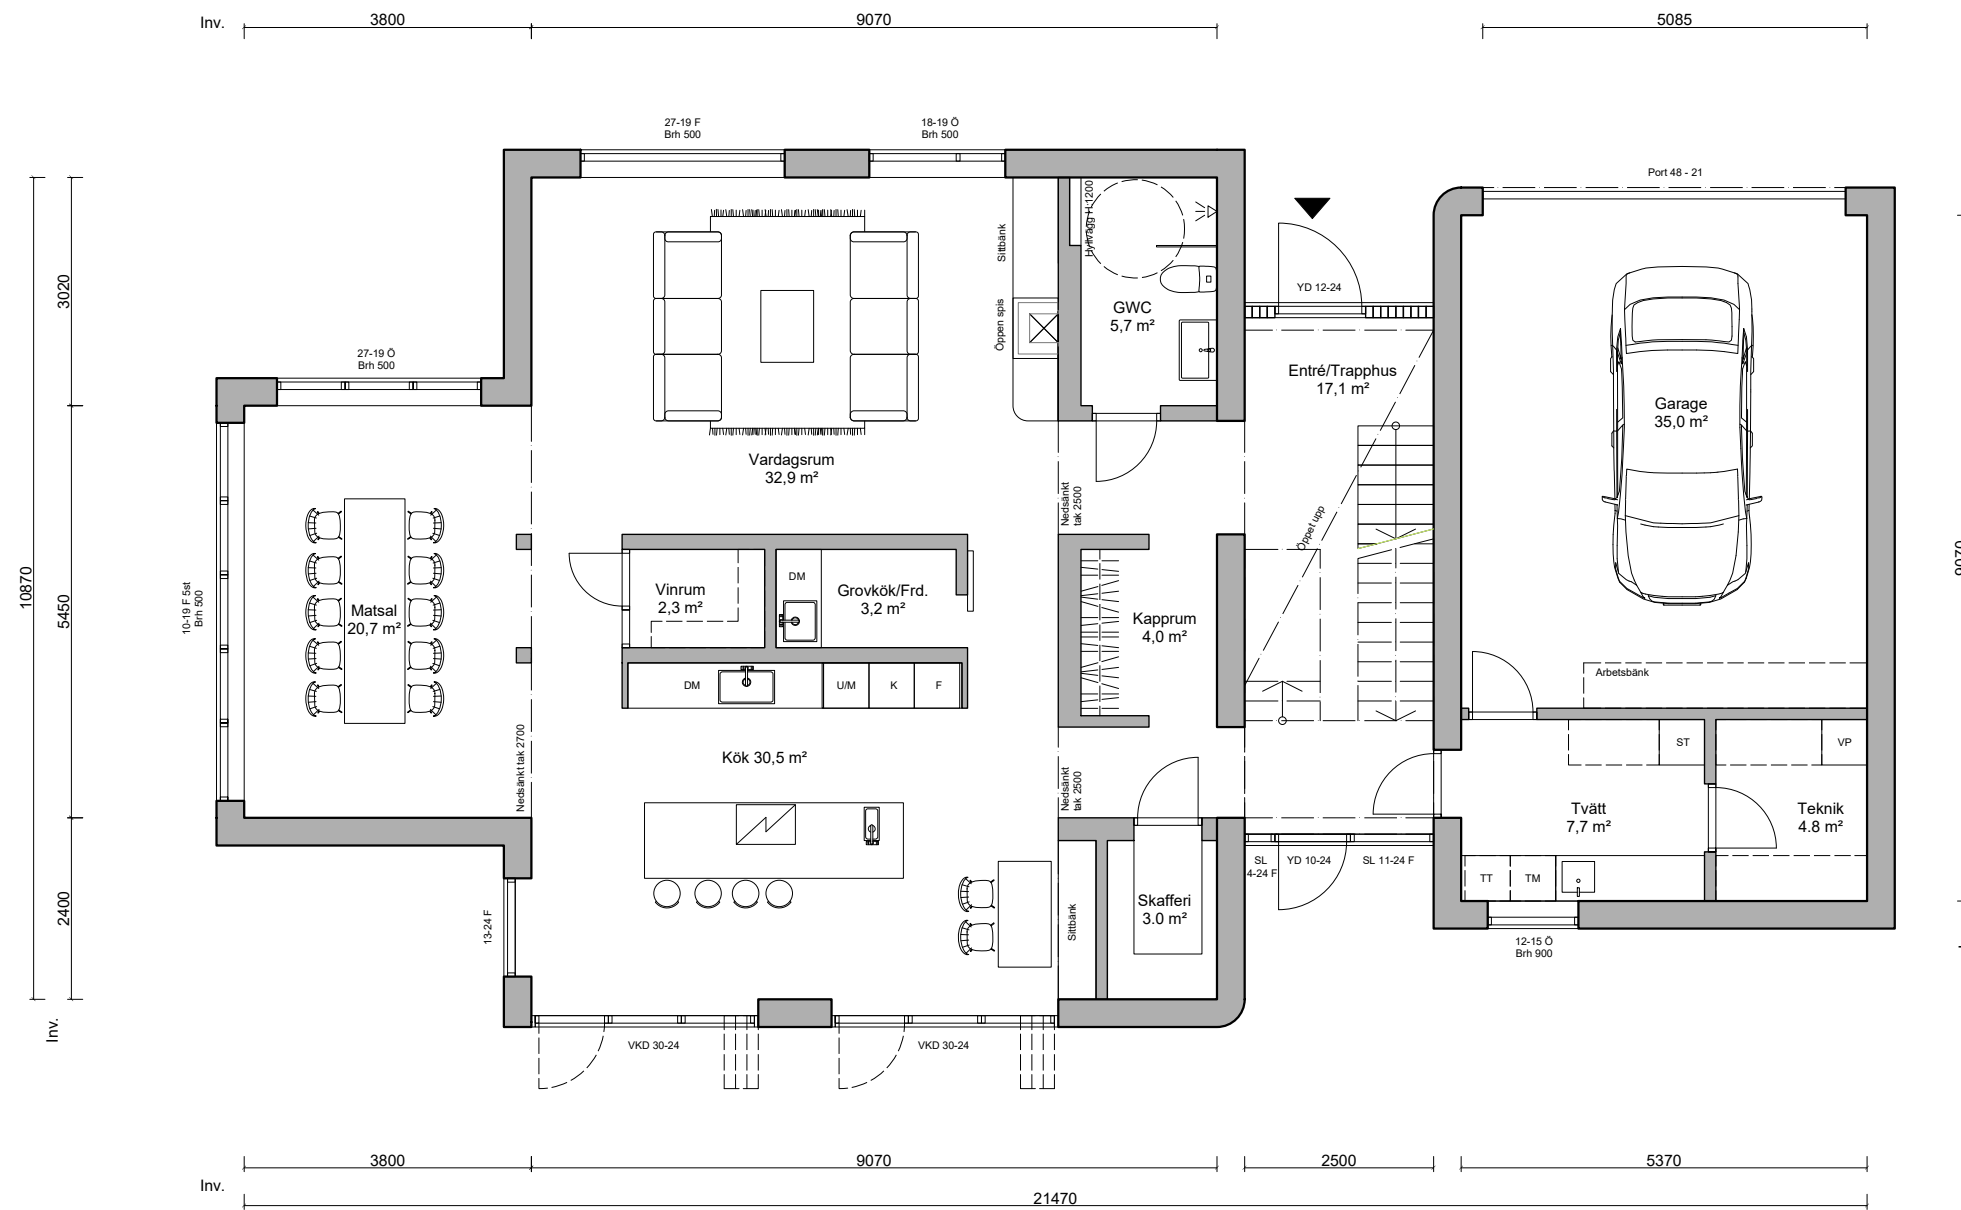 Inv.
3800
9070
5085
27-19 F
Brh 500
18-19 Ö
Brh 500
Port 48 - 21
Hyllvägg H:1200
Sittbänk
Öppen spis
GWC
5,7 m²
YD 12-24
3020
27-19 Ö
Brh 500
Entré/Trapphus
17,1 m²
Garage
35,0 m²
Vardagsrum
32,9 m²
Nedsänkt
tak 2500
Öppet upp
10870
5450
10-19 F 5st
Brh 500
Matsal
20,7 m²
Vinrum
2,3 m²
DM
Grovkök/Frd.
3,2 m²
Kapprum
4,0 m²
9070
Arbetsbänk
DM
U/M
K
F
Nedsänkt tak 2700
Kök 30,5 m²
Nedsänkt
tak 2500
ST
VP
Tvätt
7,7 m²
Teknik
4.8 m²
SL
4-24 F
YD 10-24
SL 11-24 F
TT
TM
2400
13-24 F
Sittbänk
Skafferi
3.0 m²
12-15 Ö
Brh 900
Inv.
VKD 30-24
VKD 30-24
3800
9070
2500
5370
Inv.
21470